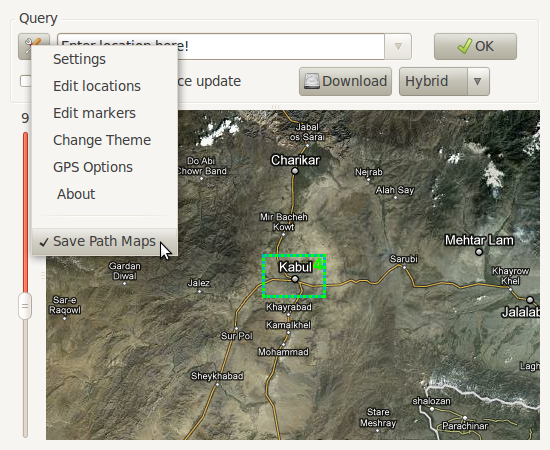 Query
Enter location here!
OK
Settings
ce update
Download
Hybrid
Edit locations
Edit markers
Change Theme
GPS Options
About
Save Path Maps
9
Jabal
os Sarai
Charikar
Do Abi
Chowr Band
Nejrab
Alah Say
Mir Bacheh
Kowt
Mehtar Lam
Kabul
Sarubi
Gardan
Diwal
Jalez
Khayrow
Khel
Sar-e
Raqowl
Khayrabad
Jalalab
Kamalkhel
Sur Pol
Mohammad
Sheykhabad
Lagh
shalozan
Stare
Meshray
Parachinar